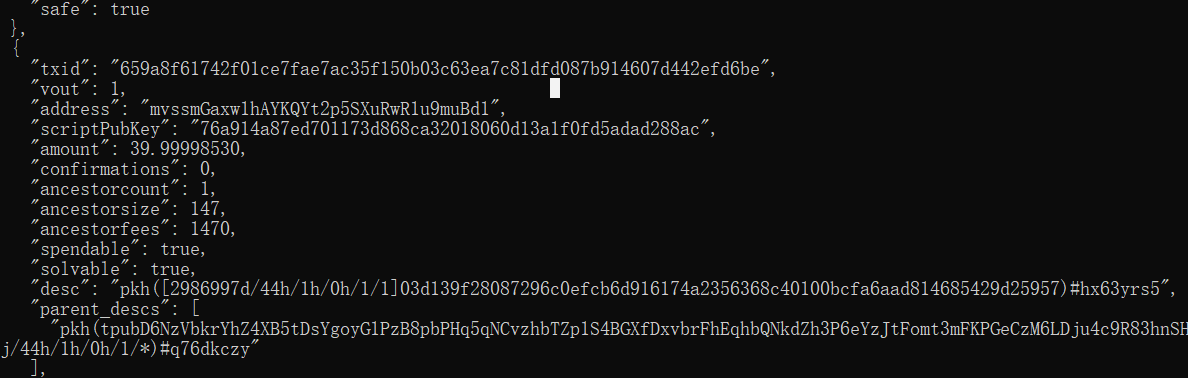 "safe": true
},
{
"txid": "659a8f61742f01ce7fae7ac35f150b03c63ea7c81dfd087b914607d442efd6be",
"vout": 1,
"address": "mvssmGaxw1hAYKQYt2p5SXuRwR1u9muBd1",
"scriptPubKey": "76a914a87ed701173d868ca32018060d13a1f0fd5adad288ac",
"amount": 39.99998530,
"confirmations": 0,
"ancestorcount": 1,
"ancestorsize": 147,
"ancestorfees": 1470,
"spendable": true,
"solvable": true,
"desc": "pkh([2986997d/44h/1h/0h/1/1]03d139f28087296c0efcb6d916174a2356368c40100bcfa6aad814685429d25957)#hx63yrs5",
"parent_descs": [
"pkh(tpubD6NzVbkrYhZ4XB5tDsYgoyG1PzB8pbPHq5qNCvzhbTZp1S4BGXfDxvbrFhEqhbQNkdZh3P6eYzJtFomt3mFKPGeCzM6LDju4c9R83hnSH
j/44h/1h/0h/1/*)#q76dkczy"
],